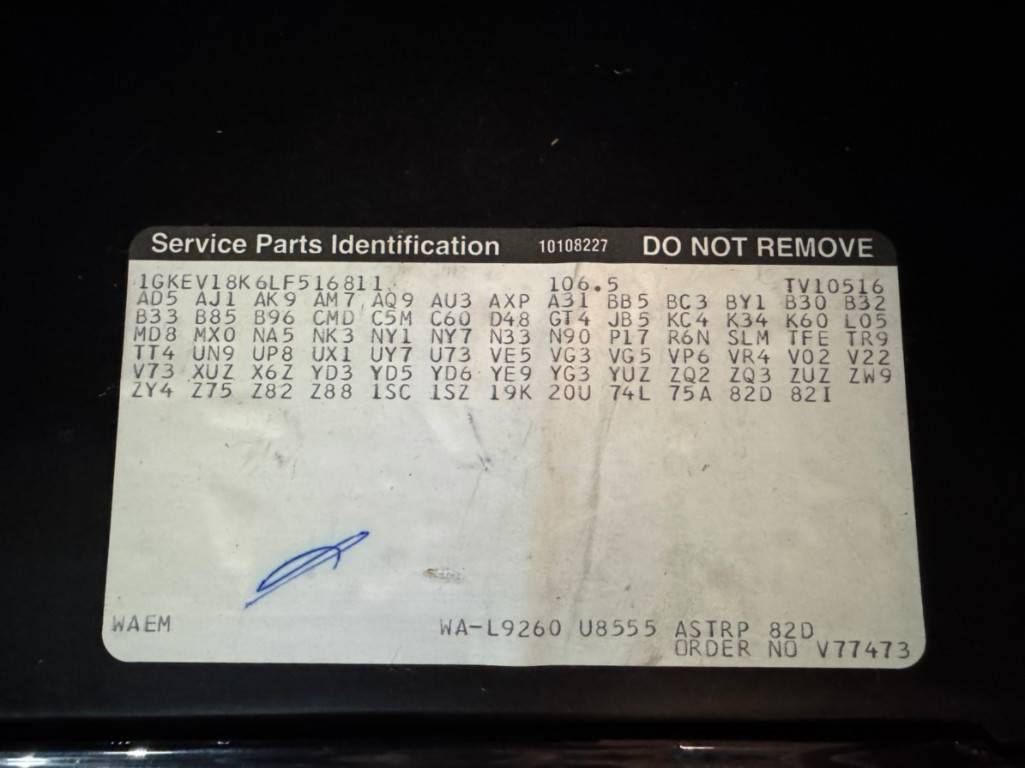 Service Parts Identification 10108227 DO NOT REMOVE
1GKEV18K6LF516811 106.5 TV10516
AD5 AJ1 AK9 AM7 AQ9 AU3 AXP A31 BB5 BC3 BY1 B30 B32
B33 B85 B96 CMD C5M C60 D48 GT4 JB5 KC4 K34 K60 L05
MD8 MX0 NA5 NK3 NY1 NY7 N33 N90 P17 R6N SLM TFE TR9
TT4 UN9 UP8 UX1 UY7 U73 VE5 VG3 VG5 VP6 VR4 V02 V22
V73 XUZ X6Z YD3 YD5 YD6 YE9 YG3 YUZ ZQ2 ZQ3 ZUZ ZW9
ZY4 Z75 Z82 Z88 1SC 1SZ 19K 20U 74L 75A 82D 82I
WAEM WA-L9260 U8555 ASTRP 82D
ORDER NO V77473